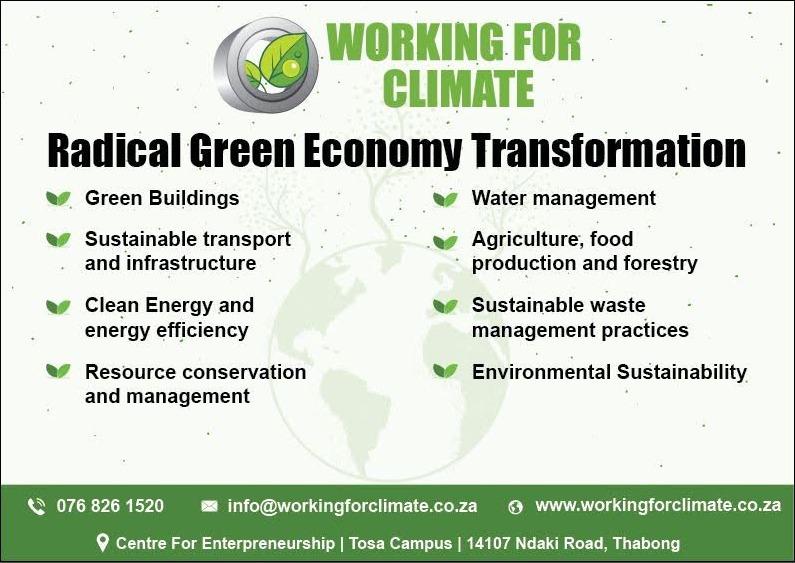 WORKING FOR
CLIMATE
Radical Green Economy Transformation
Green Buildings
Sustainable transport
and infrastructure
Clean Energy and
energy efficiency
Resource conservation
and management
Water management
Agriculture, food
production and forestry
Sustainable waste
management practices
Environmental Sustainability
076 826 1520
info@workingforclimate.co.za
www.workingforclimate.co.za
Centre For Enterpreneurship | Tosa Campus | 14107 Ndaki Road, Thabong